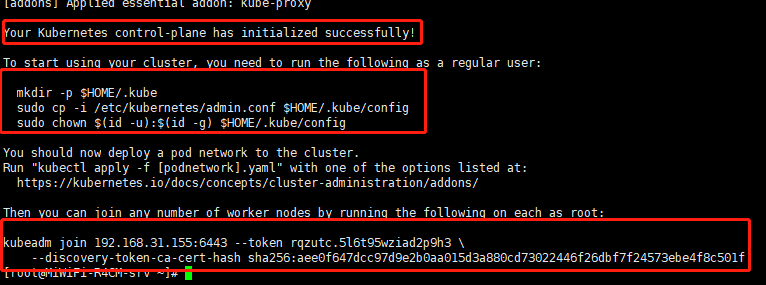 [addons] Applied essential addon: kube-proxy
Your Kubernetes control-plane has initialized successfully!
To start using your cluster, you need to run the following as a regular user:
mkdir -p $HOME/.kube
sudo cp -i /etc/kubernetes/admin.conf $HOME/.kube/config
sudo chown $(id -u):$(id -g) $HOME/.kube/config
You should now deploy a pod network to the cluster.
Run "kubectl apply -f [podnetwork].yaml" with one of the options listed at:
https://kubernetes.io/docs/concepts/cluster-administration/addons/
Then you can join any number of worker nodes by running the following on each as root:
kubeadm join 192.168.31.155:6443 --token rqzutc.5l6t95wziad2p9h3 \
--discovery-token-ca-cert-hash sha256:aee0f647dcc97d9e2b0aa015d3a880cd73022446f26dbf7f24573ebe4f8c501f
[root@MiWiFi-R4CM-srv ~]#